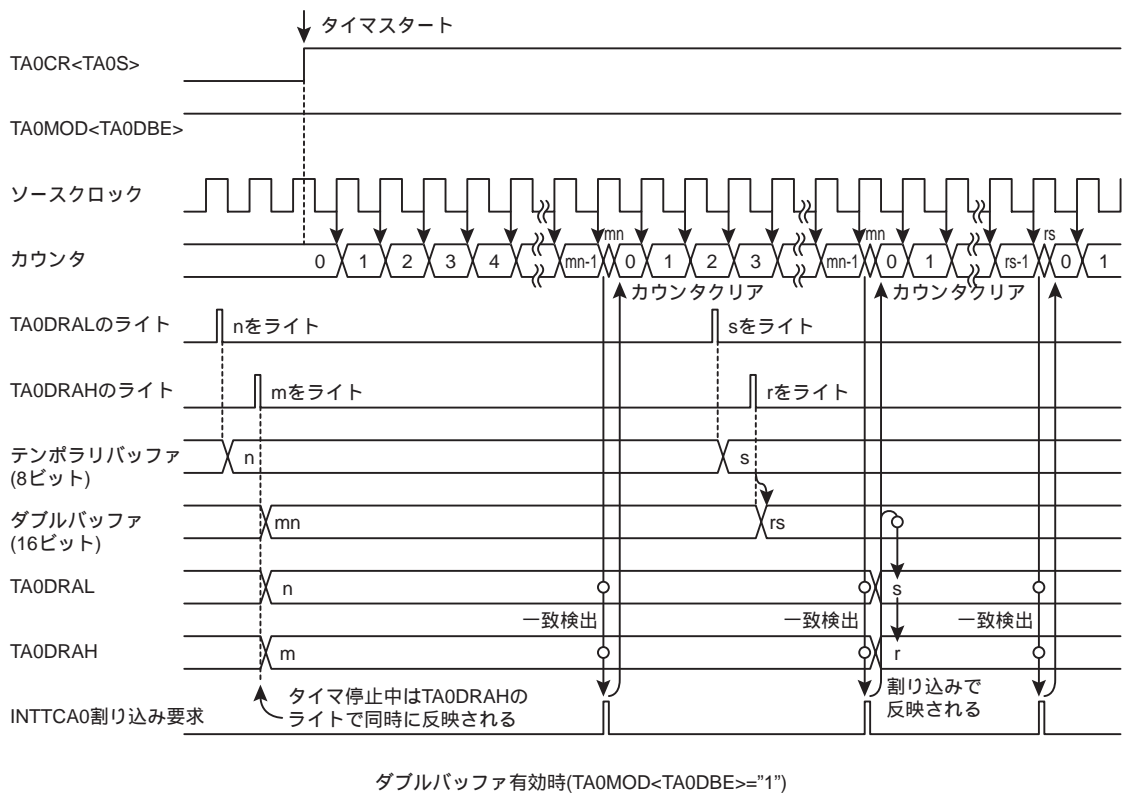 タイマスタート
TA0CR<TA0S>
TA0MOD<TA0DBE>
ソースクロック
カウンタ 0 1 2 3 4 mn-1 mn 0 1 2 3 mn-1 mn 0 1 rs-1 rs 0 1
カウンタクリア カウンタクリア
TA0DRALのライト nをライト sをライト
TA0DRAHのライト mをライト rをライト
テンポラリバッファ n s
(8ビット)
ダブルバッファ mn rs
(16ビット)
TA0DRAL n s
一致検出 一致検出 一致検出
TA0DRAH m r
タイマ停止中はTA0DRAHの
ライトで同時に反映される
割り込みで
反映される
INTTCA0割り込み要求
ダブルバッファ有効時(TA0MOD<TA0DBE>=”1”)